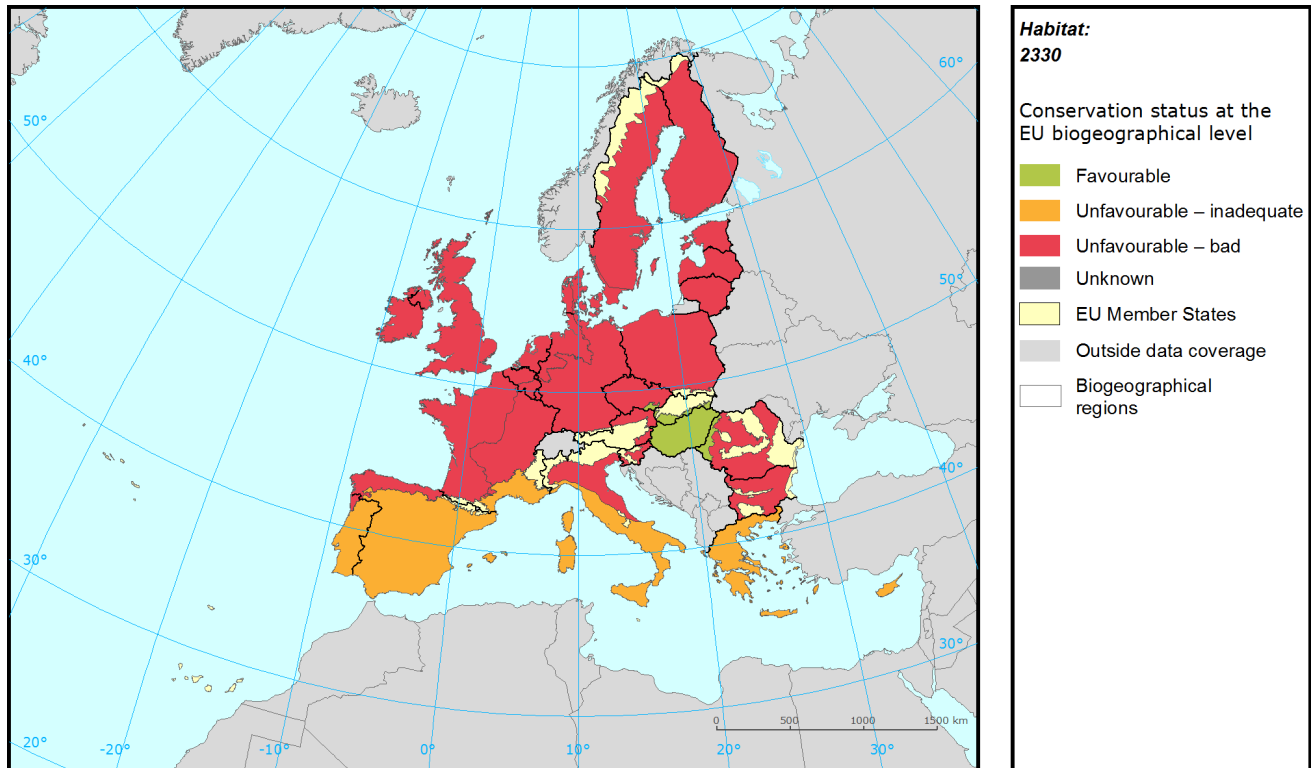 Habitat:
2330
Conservation status at the
EU biogeographical level
Favourable
Unfavourable – inadequate
Unfavourable – bad
Unknown
EU Member States
Outside data coverage
Biogeographical
regions
60°
50°
50°
40°
40°
30°
30°
20°
-20°
-10°
0°
10°
20°
30°
0 500 1000 1500 km